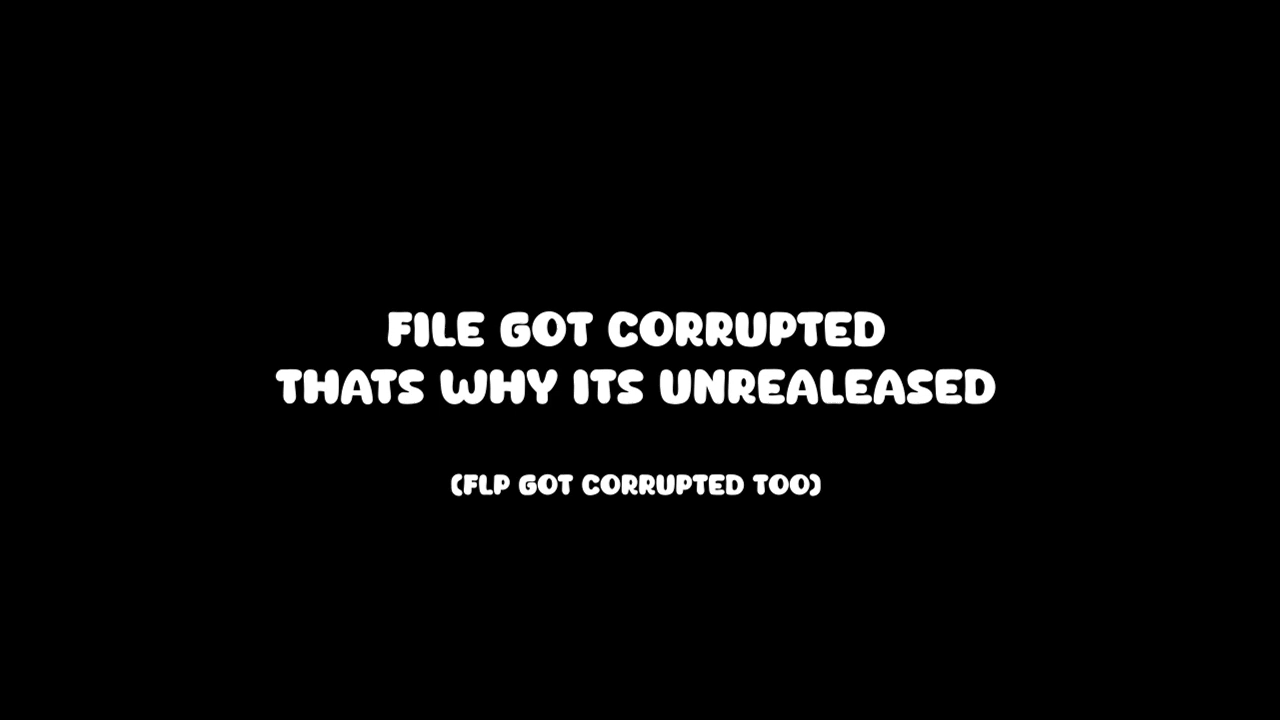 FILE GOT CORRUPTED
THATS WHY ITS UNREALEASED
(FLP GOT CORRUPTED TOO)